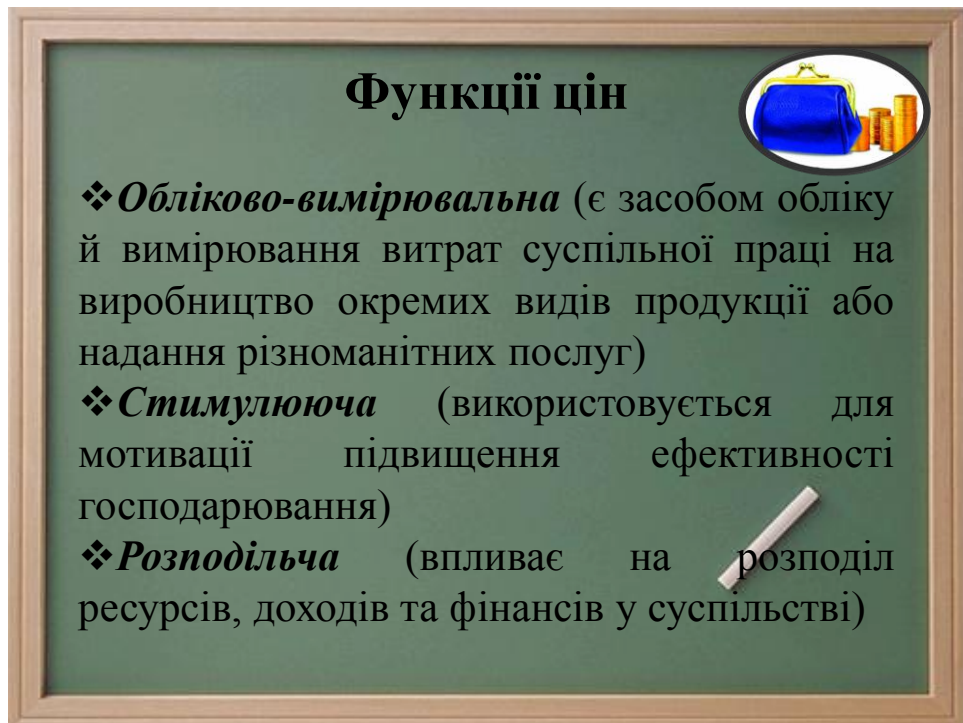 Функції цін
❖Обліково-вимірювальна (є засобом обліку
й вимірювання витрат суспільної праці на
виробництво окремих видів продукції або
надання різноманітних послуг)
❖Стимулююча (використовується для
мотивації підвищення ефективності
господарювання)
❖Розподільча (впливає на розподіл
ресурсів, доходів та фінансів у суспільстві)